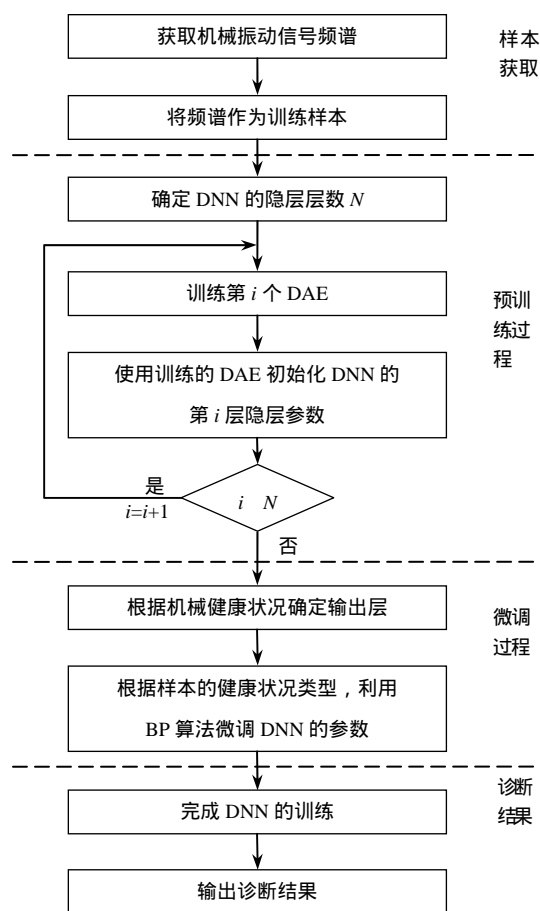 获取机械振动信号频谱
样本
获取
将频谱作为训练样本
确定 DNN 的隐层层数 N
训练第 i 个 DAE
预训
练过
程
使用训练的 DAE 初始化 DNN 的
第 i 层隐层参数
是
i=i+1
i N
否
根据机械健康状况确定输出层
微调
过程
根据样本的健康状况类型，利用
BP 算法微调 DNN 的参数
诊断
结果
完成 DNN 的训练
输出诊断结果